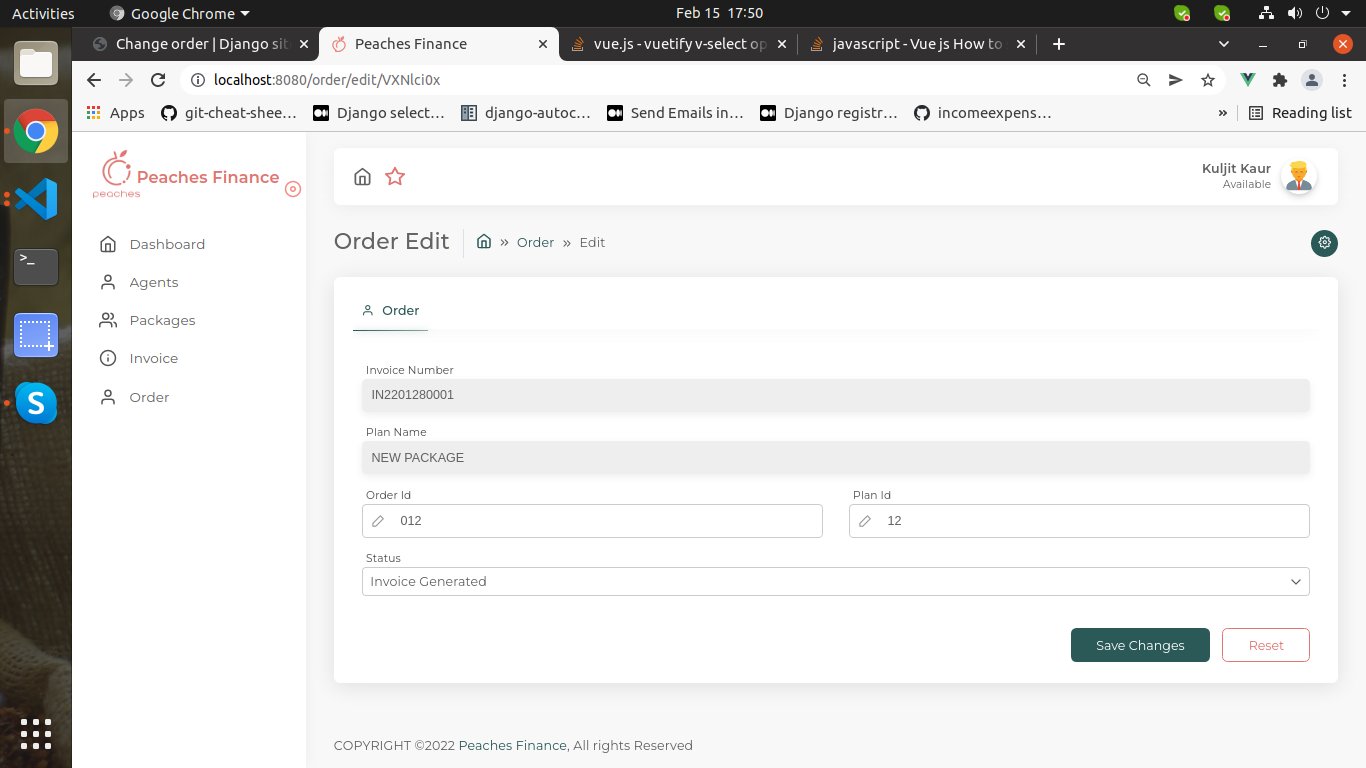 Activities Google Chrome Feb 15 17:50
Change order | Django sit Peaches Finance vue.js - vuetify v-select op javascript - Vue js How to
localhost:8080/order/edit/VXNlci0x
Apps git-cheat-shee… Django select… django-autoc… Send Emails in… Django registr… incomeexpens… » Reading list
peaches Peaches Finance
Kuljit Kaur
Available
Dashboard
Agents
Packages
Invoice
Order
Order Edit » Order » Edit
Order
Invoice Number
IN2201280001
Plan Name
NEW PACKAGE
Order Id Plan Id
012 12
Status
Invoice Generated
Save Changes Reset
COPYRIGHT ©2022 Peaches Finance, All rights Reserved